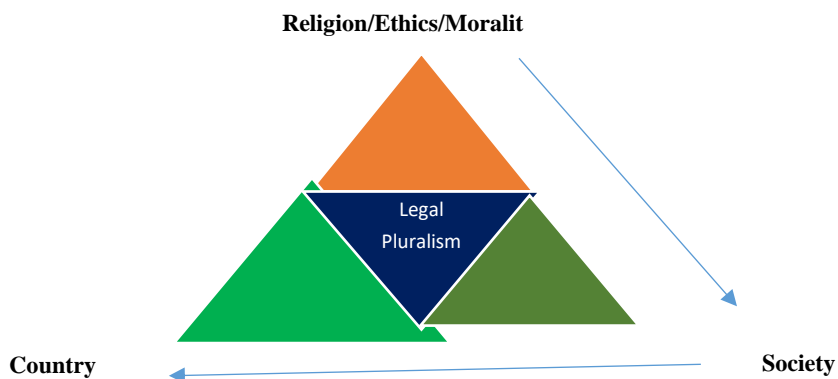 Religion/Ethics/Moralit
Legal
Pluralism
Country
Society